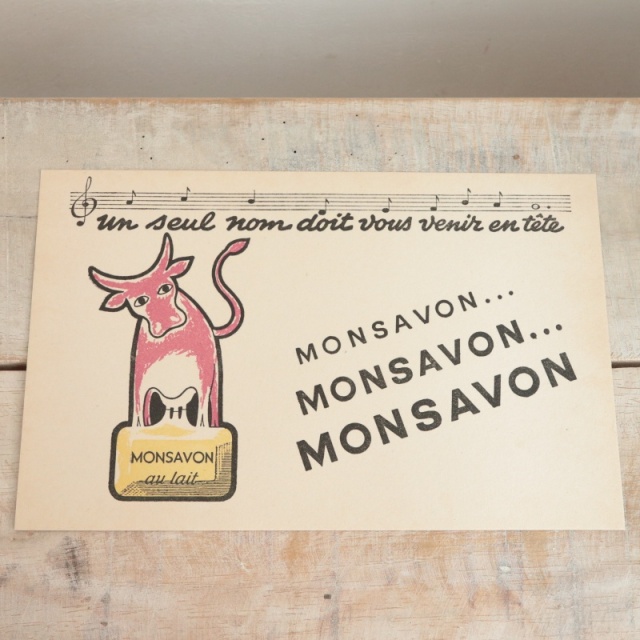 un seul nom doit vous venir en tête
MONSAVON...
MONSAVON...
MONSAVON
MONSAVON
au lait